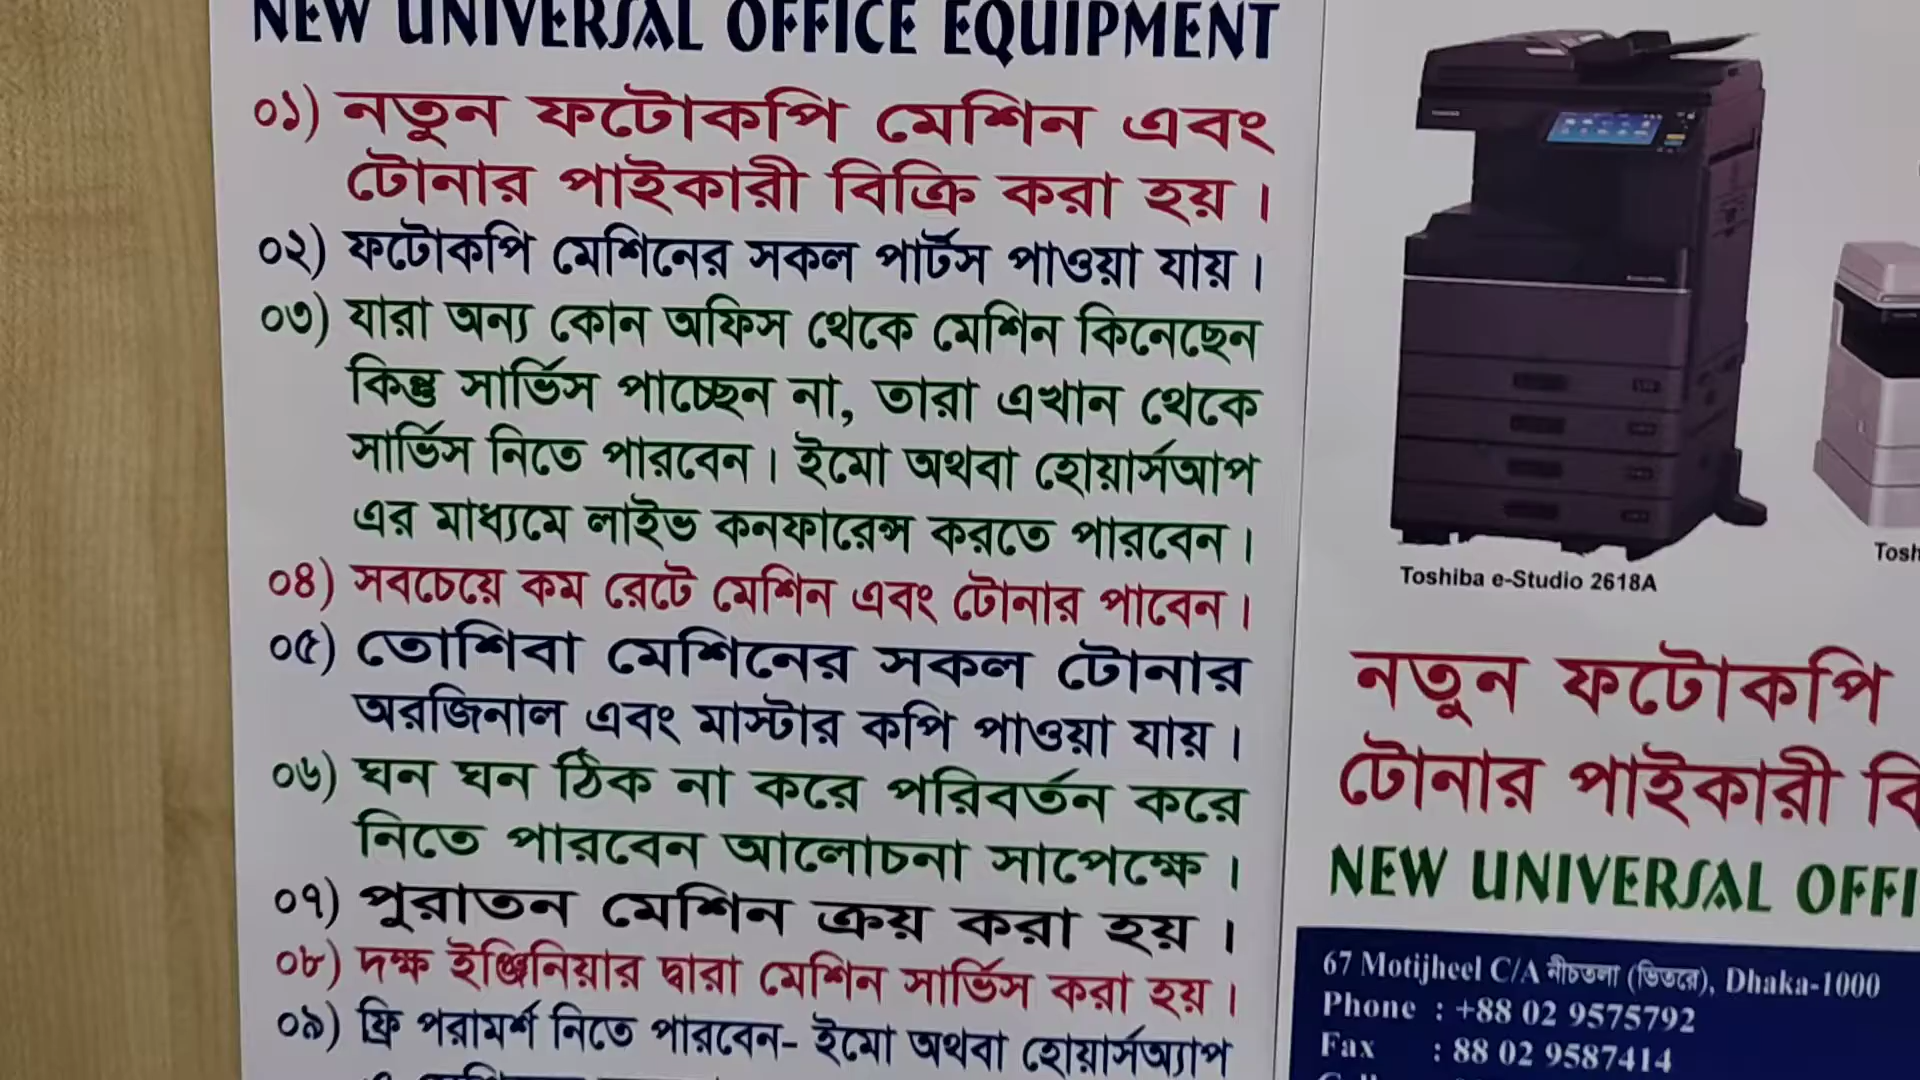 NEW UNIVERSAL OFFICE EQUIPMENT
০১) নতুন ফটোকপি মেশিন এবং
টোনার পাইকারী বিক্রি করা হয়।
০২) ফটোকপি মেশিনের সকল পার্টস পাওয়া যায়।
০৩) যারা অন্য কোন অফিস থেকে মেশিন কিনেছেন
কিন্তু সার্ভিস পাচ্ছেন না, তারা এখান থেকে
সার্ভিস নিতে পারবেন। ইমো অথবা হোয়ার্সআপ
এর মাধ্যমে লাইভ কনফারেন্স করতে পারবেন।
০৪) সবচেয়ে কম রেটে মেশিন এবং টোনার পাবেন।
০৫) তোশিবা মেশিনের সকল টোনার
অরজিনাল এবং মাস্টার কপি পাওয়া যায়।
০৬) ঘন ঘন ঠিক না করে পরিবর্তন করে
নিতে পারবেন আলোচনা সাপেক্ষে।
০৭) পুরাতন মেশিন ক্রয় করা হয়।
০৮) দক্ষ ইঞ্জিনিয়ার দ্বারা মেশিন সার্ভিস করা হয়।
০৯) ফ্রি পরামর্শ নিতে পারবেন- ইমো অথবা হোয়ার্সঅ্যাপ
Toshiba e-Studio 2618A
Tosh
নতুন ফটোকপি
টোনার পাইকারী বি
NEW UNIVERSAL OFFI
67 Motijheel C/A নীচতলা (ভিতরে), Dhaka-1000
Phone : +88 02 9575792
Fax : 88 02 9587414